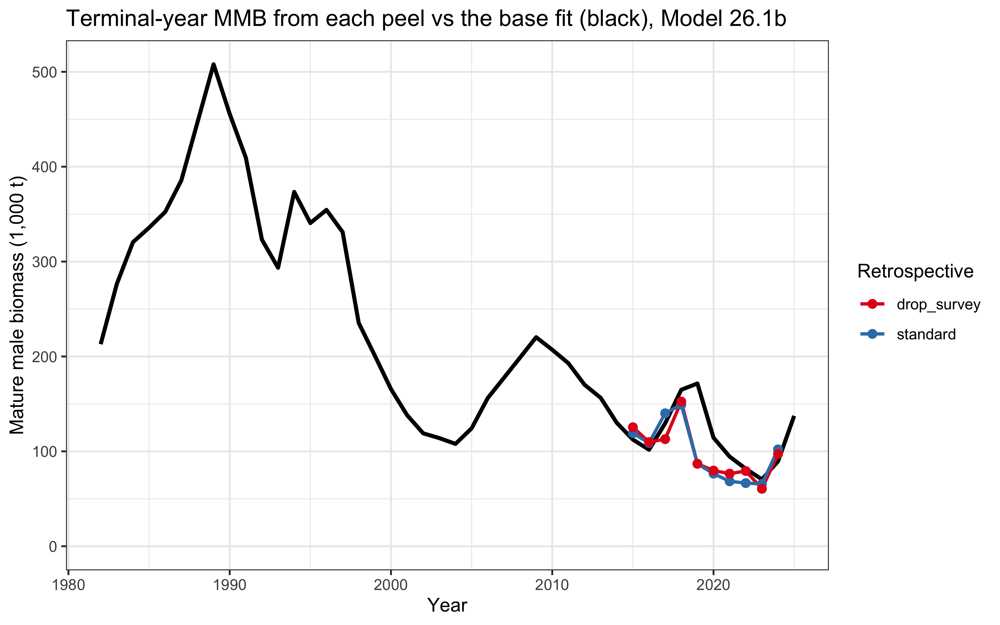 Terminal-year MMB from each peel vs the base fit (black), Model 26.1b
Mature male biomass (1,000 t)
500
400
300
200
100
0
1980
1990
2000
2010
2020
Year
Retrospective
drop_survey
standard